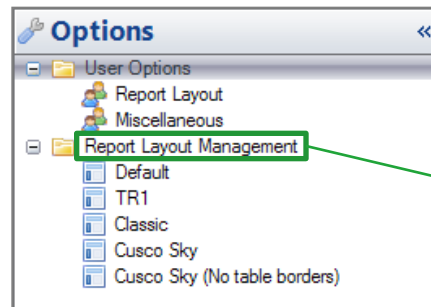 Options «
User Options
Report Layout
Miscellaneous
Report Layout Management
Default
TR1
Classic
Cusco Sky
Cusco Sky (No table borders)